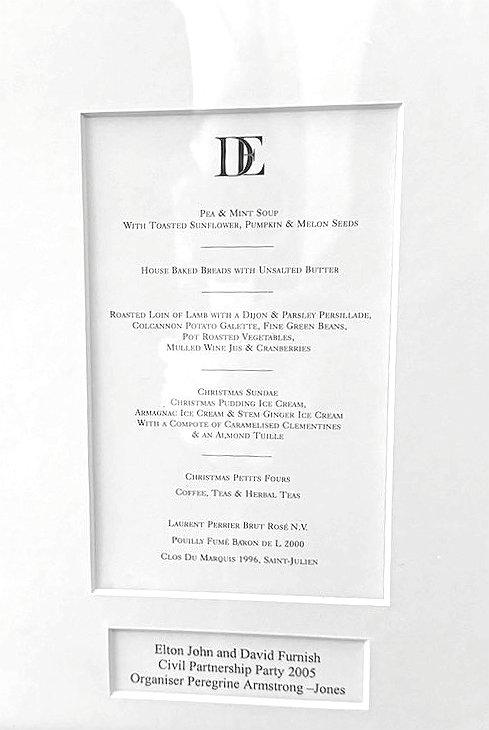 DE
Pea & Mint Soup
With Toasted Sunflower, Pumpkin & Melon Seeds
House Baked Breads with Unsalted Butter
Roasted Loin of Lamb with a Dijon & Parsley Persillade,
Colcannon Potato Galette, Fine Green Beans,
Pot Roasted Vegetables,
Mulled Wine Jus & Cranberries
Christmas Sundae
Christmas Pudding Ice Cream,
Armagnac Ice Cream & Stem Ginger Ice Cream
With a Compote of Caramelised Clementines
& an Almond Tuille
Christmas Petits Fours
Coffee, Teas & Herbal Teas
Laurent Perrier Brut Rosé N.V.
Pouilly Fumé Baron de L 2000
Clos Du Marquis 1996, Saint-Julien
Elton John and David Furnish
Civil Partnership Party 2005
Organiser Peregrine Armstrong –Jones